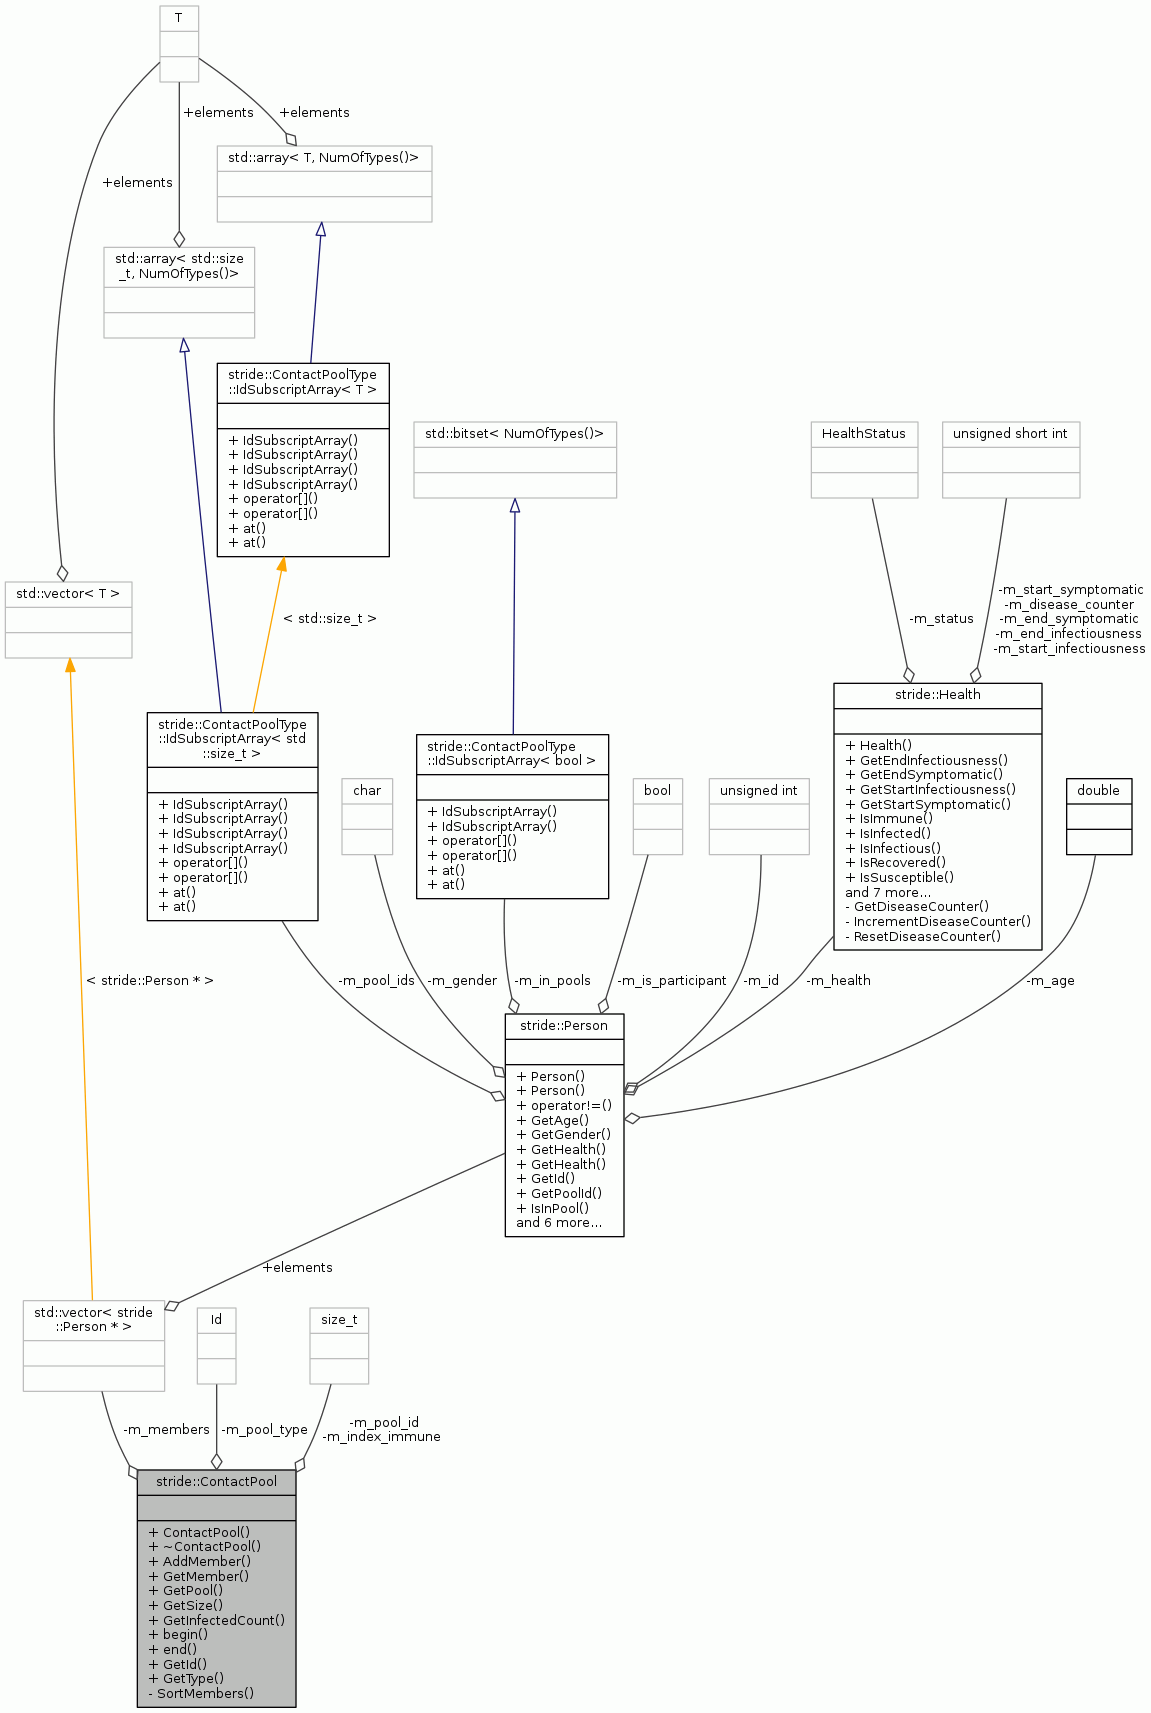 T
+elements
+elements
+elements
std::array< T, NumOfTypes()>
std::array< std::size
_t, NumOfTypes()>
stride::ContactPoolType
::IdSubscriptArray< T >
+ IdSubscriptArray()
+ IdSubscriptArray()
+ IdSubscriptArray()
+ IdSubscriptArray()
+ operator[]()
+ operator[]()
+ at()
+ at()
std::bitset< NumOfTypes()>
HealthStatus
unsigned short int
std::vector< T >
< std::size_t >
-m_status
-m_start_symptomatic
-m_disease_counter
-m_end_symptomatic
-m_end_infectiousness
-m_start_infectiousness
stride::ContactPoolType
::IdSubscriptArray< std
::size_t >
+ IdSubscriptArray()
+ IdSubscriptArray()
+ IdSubscriptArray()
+ IdSubscriptArray()
+ operator[]()
+ operator[]()
+ at()
+ at()
char
stride::ContactPoolType
::IdSubscriptArray< bool >
+ IdSubscriptArray()
+ IdSubscriptArray()
+ operator[]()
+ operator[]()
+ at()
+ at()
bool
unsigned int
stride::Health
+ Health()
+ GetEndInfectiousness()
+ GetEndSymptomatic()
+ GetStartInfectiousness()
+ GetStartSymptomatic()
+ IsImmune()
+ IsInfected()
+ IsInfectious()
+ IsRecovered()
+ IsSusceptible()
and 7 more...
- GetDiseaseCounter()
- IncrementDiseaseCounter()
- ResetDiseaseCounter()
double
< stride::Person * >
-m_pool_ids
-m_gender
-m_in_pools
-m_is_participant
-m_id
-m_health
-m_age
stride::Person
+ Person()
+ Person()
+ operator!=()
+ GetAge()
+ GetGender()
+ GetHealth()
+ GetHealth()
+ GetId()
+ GetPoolId()
+ IsInPool()
and 6 more...
+elements
std::vector< stride
::Person * >
Id
size_t
-m_members
-m_pool_type
-m_pool_id
-m_index_immune
stride::ContactPool
+ ContactPool()
+ ~ContactPool()
+ AddMember()
+ GetMember()
+ GetPool()
+ GetSize()
+ GetInfectedCount()
+ begin()
+ end()
+ GetId()
+ GetType()
- SortMembers()